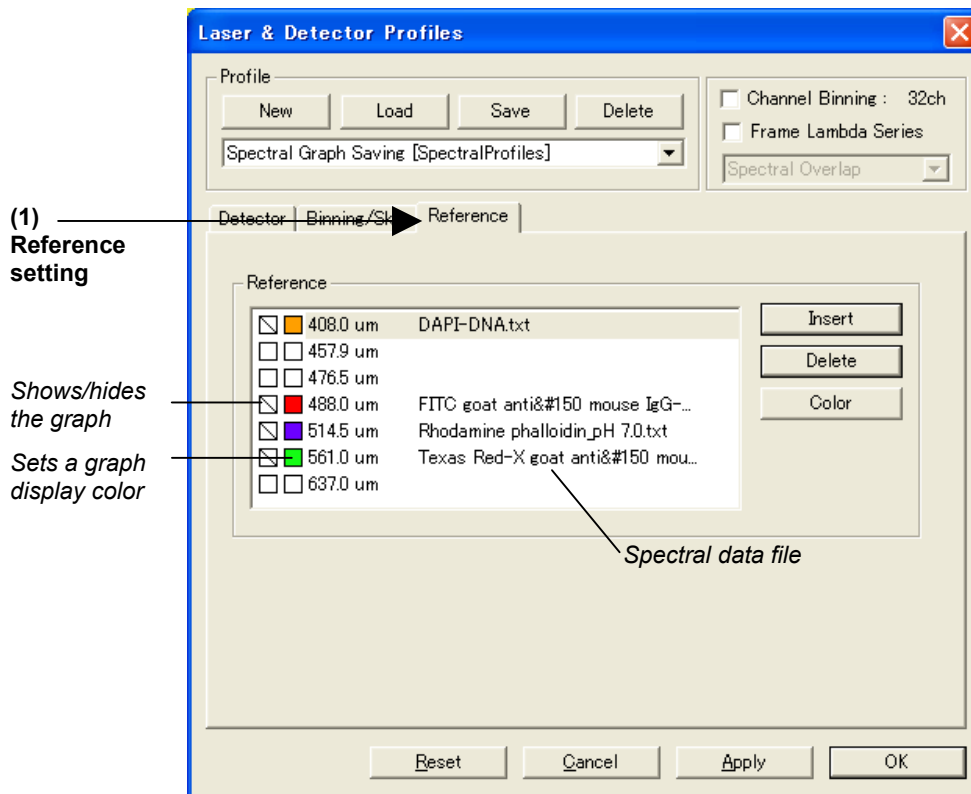 Laser & Detector Profiles
Profile
New Load Save Delete
Spectral Graph Saving [SpectralProfiles]
Channel Binning : 32ch
Frame Lambda Series
Spectral Overlap
(1)
Reference
setting
Detector Binning/Sk Reference
Reference
408.0 um DAPI-DNA.txt
457.9 um
476.5 um
488.0 um FITC goat anti&#150 mouse IgG-...
514.5 um Rhodamine phalloidin_pH 7.0.txt
561.0 um Texas Red-X goat anti&#150 mou...
637.0 um
Insert
Delete
Color
Shows/hides
the graph
Sets a graph
display color
Spectral data file
Reset Cancel Apply OK